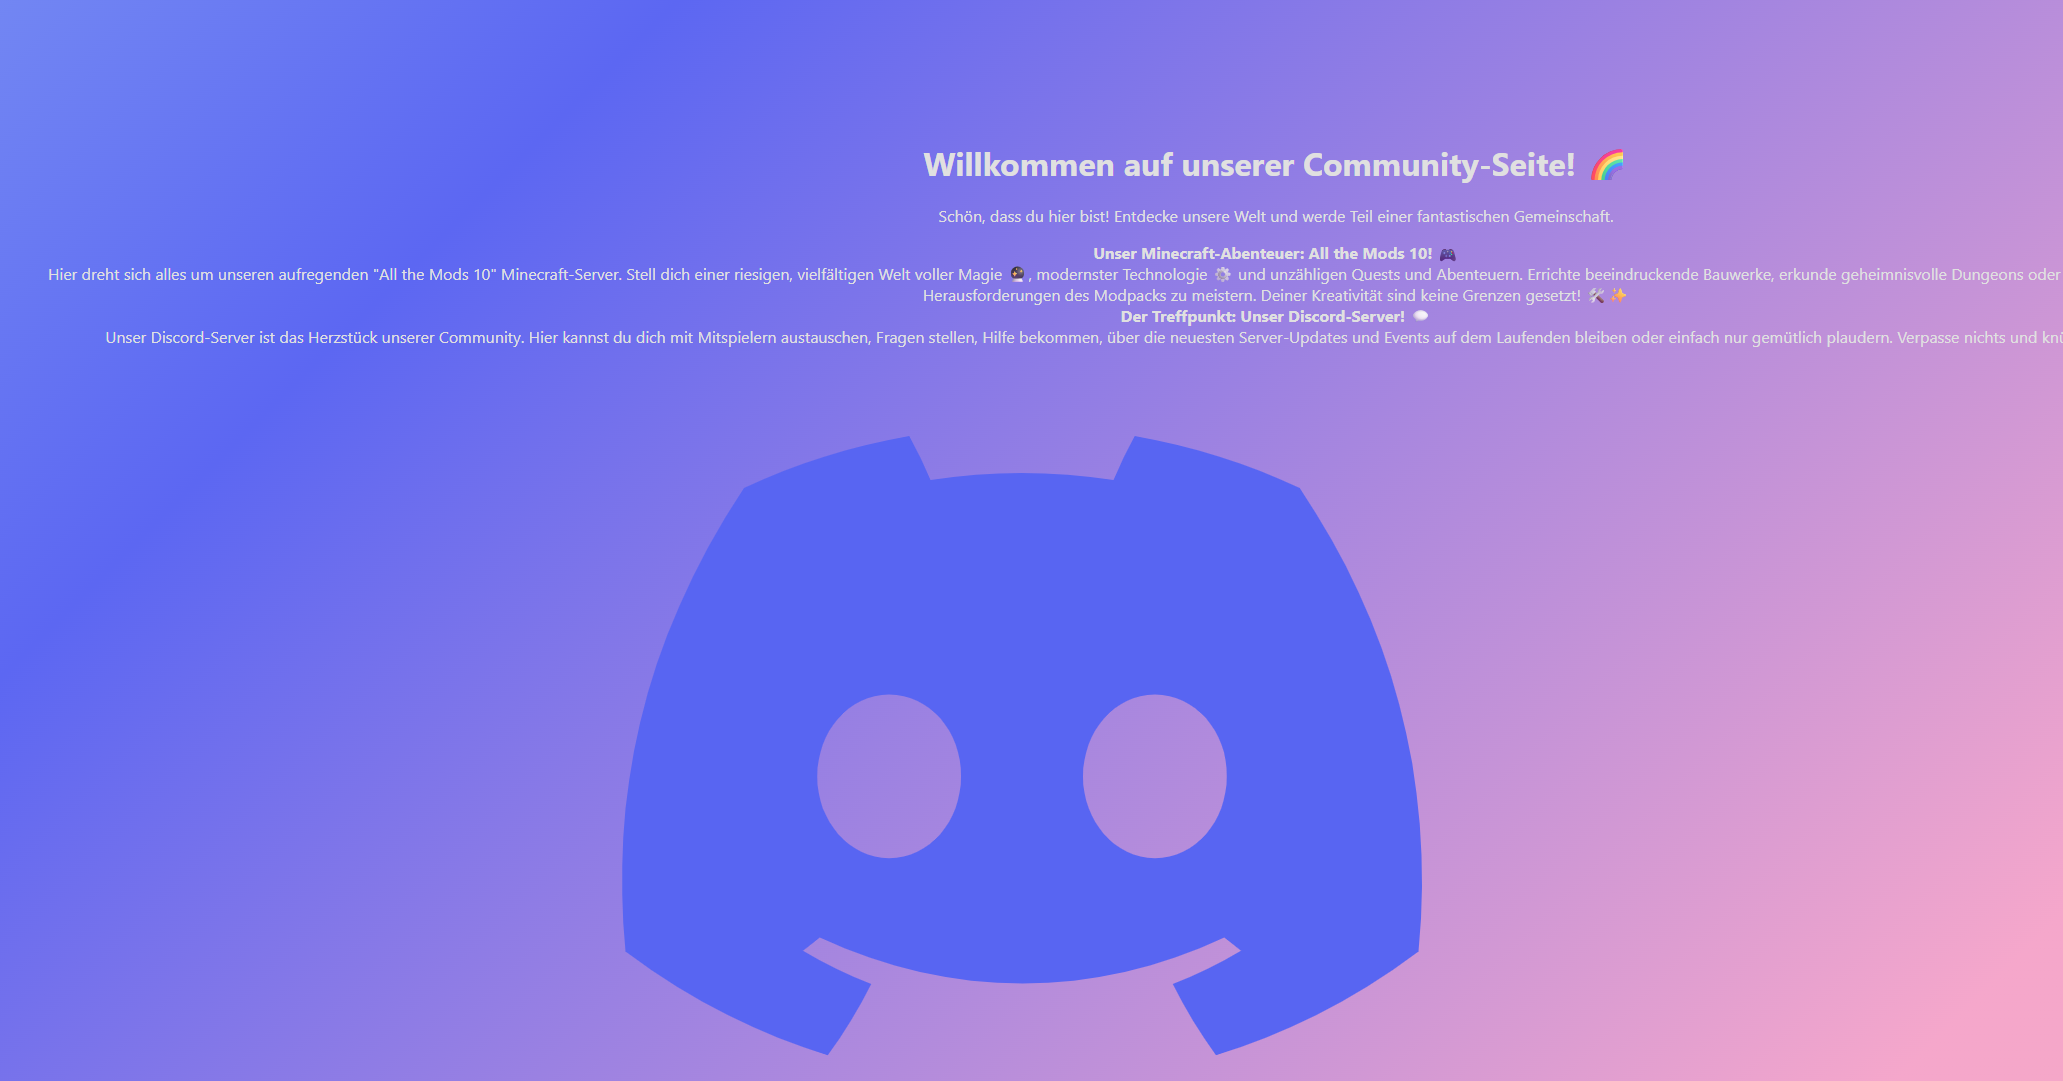 Willkommen auf unserer Community-Seite! 🌈
Schön, dass du hier bist! Entdecke unsere Welt und werde Teil einer fantastischen Gemeinschaft.
Unser Minecraft-Abenteuer: All the Mods 10! 🎮
Hier dreht sich alles um unseren aufregenden "All the Mods 10" Minecraft-Server. Stell dich einer riesigen, vielfältigen Welt voller Magie 🔮, modernster Technologie ⚙️ und unzähligen Quests und Abenteuern. Errichte beeindruckende Bauwerke, erkunde geheimnisvolle Dungeons oder
Herausforderungen des Modpacks zu meistern. Deiner Kreativität sind keine Grenzen gesetzt! 🛠️✨
Der Treffpunkt: Unser Discord-Server! 💬
Unser Discord-Server ist das Herzstück unserer Community. Hier kannst du dich mit Mitspielern austauschen, Fragen stellen, Hilfe bekommen, über die neuesten Server-Updates und Events auf dem Laufenden bleiben oder einfach nur gemütlich plaudern. Verpasse nichts und